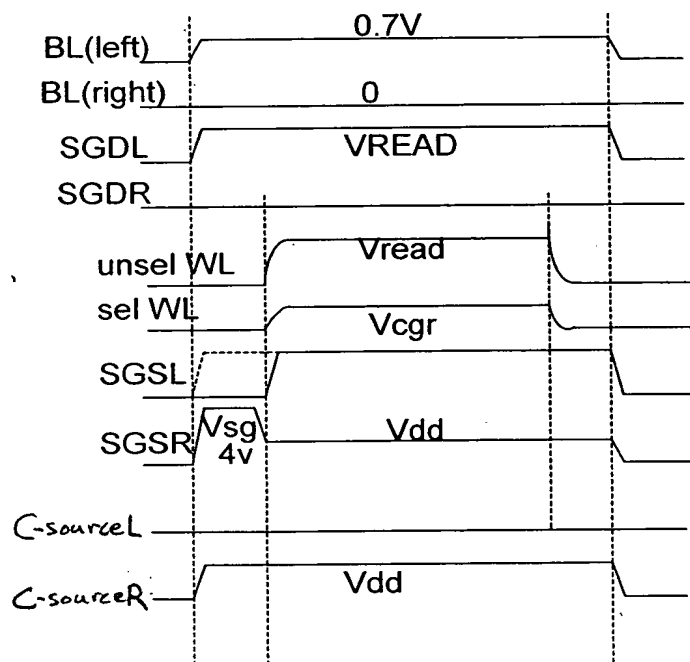 0.7V
BL(left)
BL(right) 0
SGDL VREAD
SGDR
unsel WL Vread
sel WL Vcgr
SGSL
SGSR Vsg Vdd
4v
C-sourceL
C-sourceR Vdd